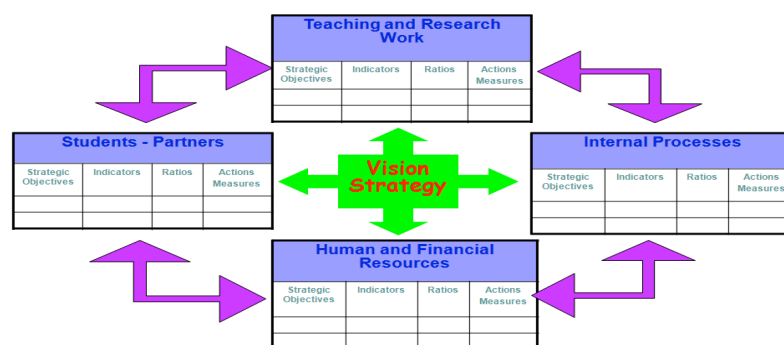 Teaching and Research
Work
Strategic
Objectives
Indicators
Ratios
Actions
Measures
Students - Partners
Strategic
Objectives
Indicators
Ratios
Actions
Measures
Vision
Strategy
Internal Processes
Strategic
Objectives
Indicators
Ratios
Actions
Measures
Human and Financial
Resources
Strategic
Objectives
Indicators
Ratios
Actions
Measures